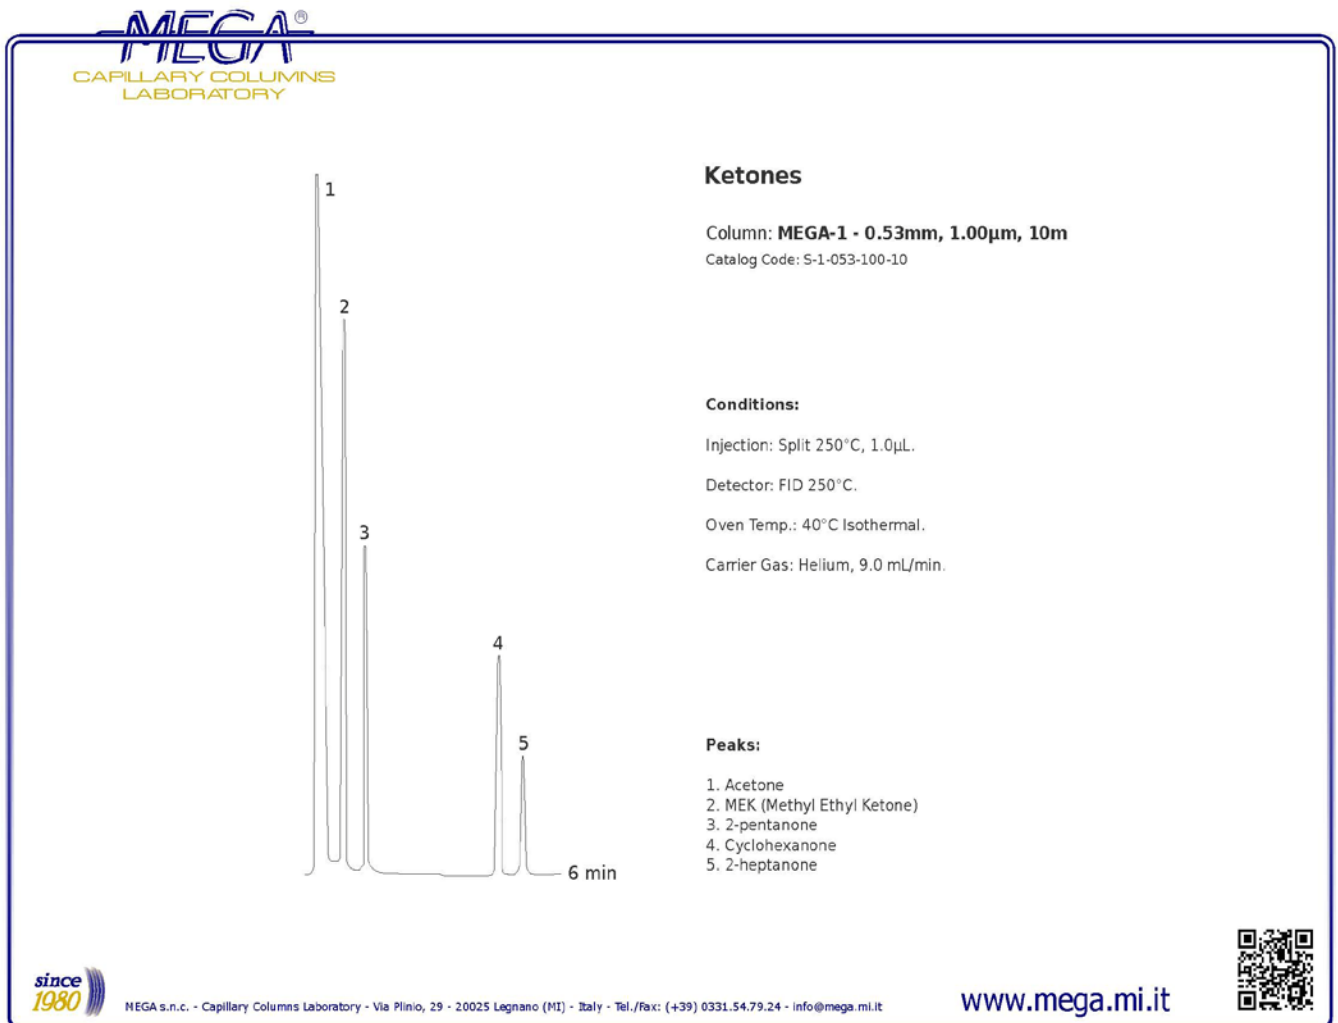 MEGA®
CAPILLARY COLUMNS
LABORATORY
Ketones
Column: MEGA-1 - 0.53mm, 1.00µm, 10m
Catalog Code: S-1-053-100-10
1
2
3
4
5
6 min
Conditions:
Injection: Split 250°C, 1.0µL.
Detector: FID 250°C.
Oven Temp.: 40°C Isothermal.
Carrier Gas: Helium, 9.0 mL/min.
Peaks:
1. Acetone
2. MEK (Methyl Ethyl Ketone)
3. 2-pentanone
4. Cyclohexanone
5. 2-heptanone
since
1980
MEGA s.n.c. - Capillary Columns Laboratory - Via Plinio, 29 - 20025 Legnano (MI) - Italy - Tel./Fax: (+39) 0331.54.79.24 - info@mega.mi.it
www.mega.mi.it